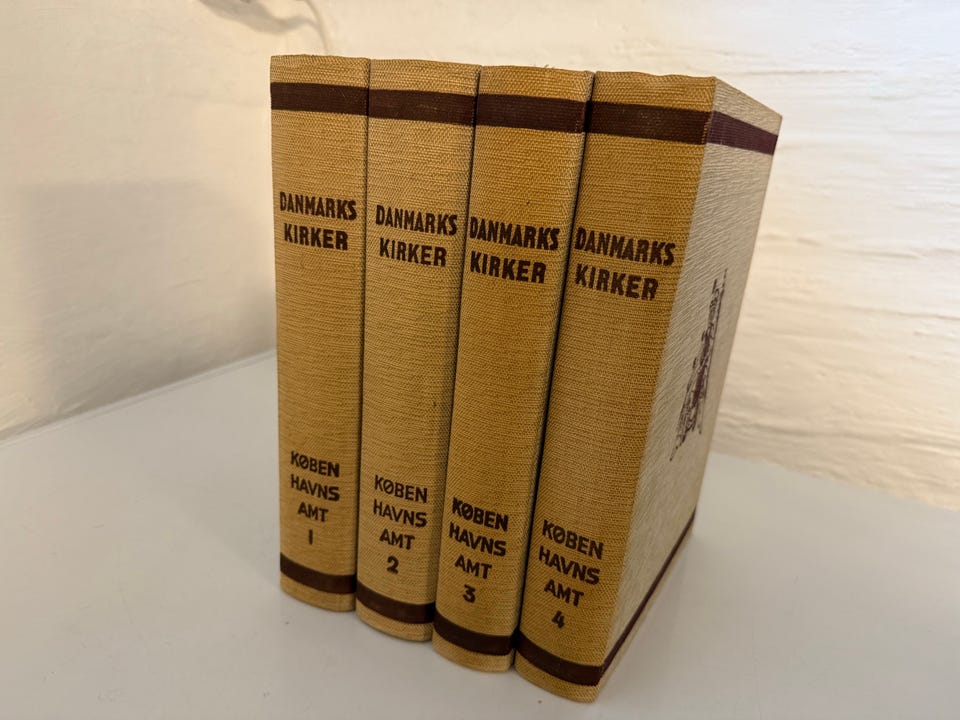 DANMARKS
KIRKER
KØBEN
HAVNS
AMT
1
DANMARKS
KIRKER
KØBEN
HAVNS
AMT
2
DANMARKS
KIRKER
KØBEN
HAVNS
AMT
3
DANMARKS
KIRKER
KØBEN
HAVNS
AMT
4